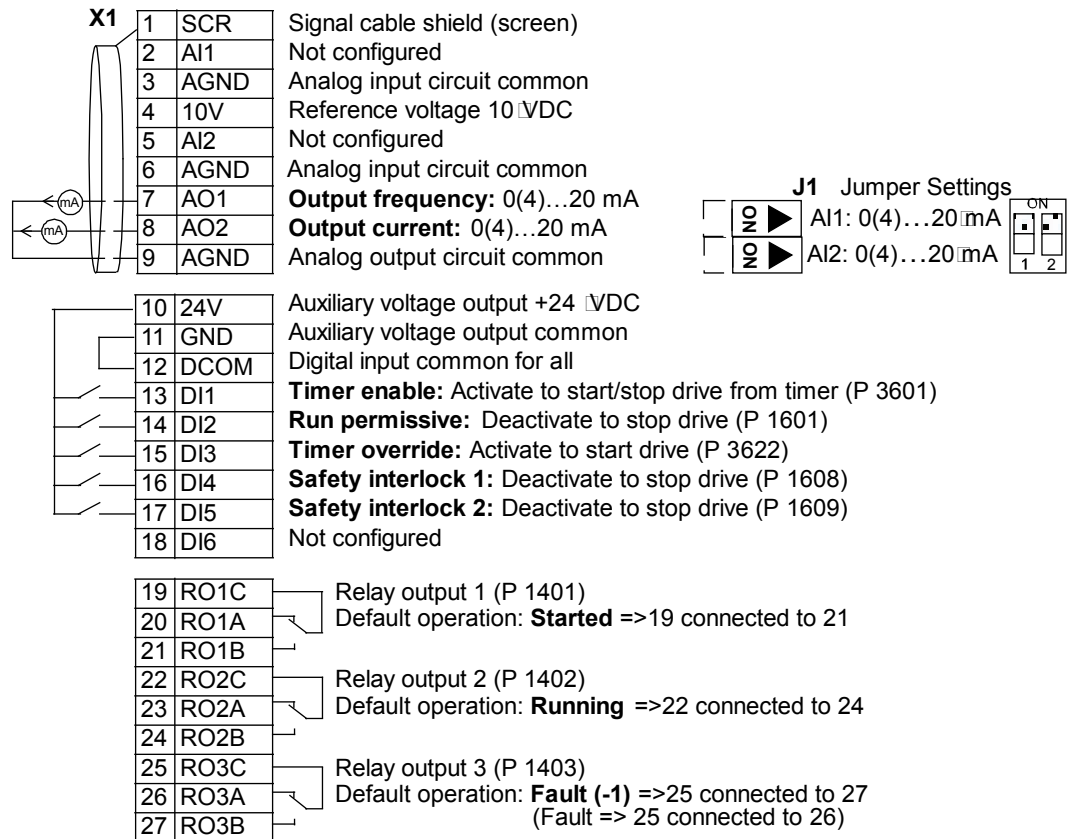 X1
1 SCR Signal cable shield (screen)
2 AI1 Not configured
3 AGND Analog input circuit common
4 10V Reference voltage 10 VDC
5 AI2 Not configured
6 AGND Analog input circuit common
7 AO1 Output frequency: 0(4)…20 mA
8 AO2 Output current: 0(4)…20 mA
9 AGND Analog output circuit common
mA
mA
J1 Jumper Settings
ON AI1: 0(4)…20 mA
ON AI2: 0(4)…20 mA
ON
1 2
10 24V Auxiliary voltage output +24 VDC
11 GND Auxiliary voltage output common
12 DCOM Digital input common for all
13 DI1 Timer enable: Activate to start/stop drive from timer (P 3601)
14 DI2 Run permissive: Deactivate to stop drive (P 1601)
15 DI3 Timer override: Activate to start drive (P 3622)
16 DI4 Safety interlock 1: Deactivate to stop drive (P 1608)
17 DI5 Safety interlock 2: Deactivate to stop drive (P 1609)
18 DI6 Not configured
19 RO1C Relay output 1 (P 1401)
20 RO1A Default operation: Started =>19 connected to 21
21 RO1B
22 RO2C Relay output 2 (P 1402)
23 RO2A Default operation: Running =>22 connected to 24
24 RO2B
25 RO3C Relay output 3 (P 1403)
26 RO3A Default operation: Fault (-1) =>25 connected to 27
27 RO3B (Fault => 25 connected to 26)